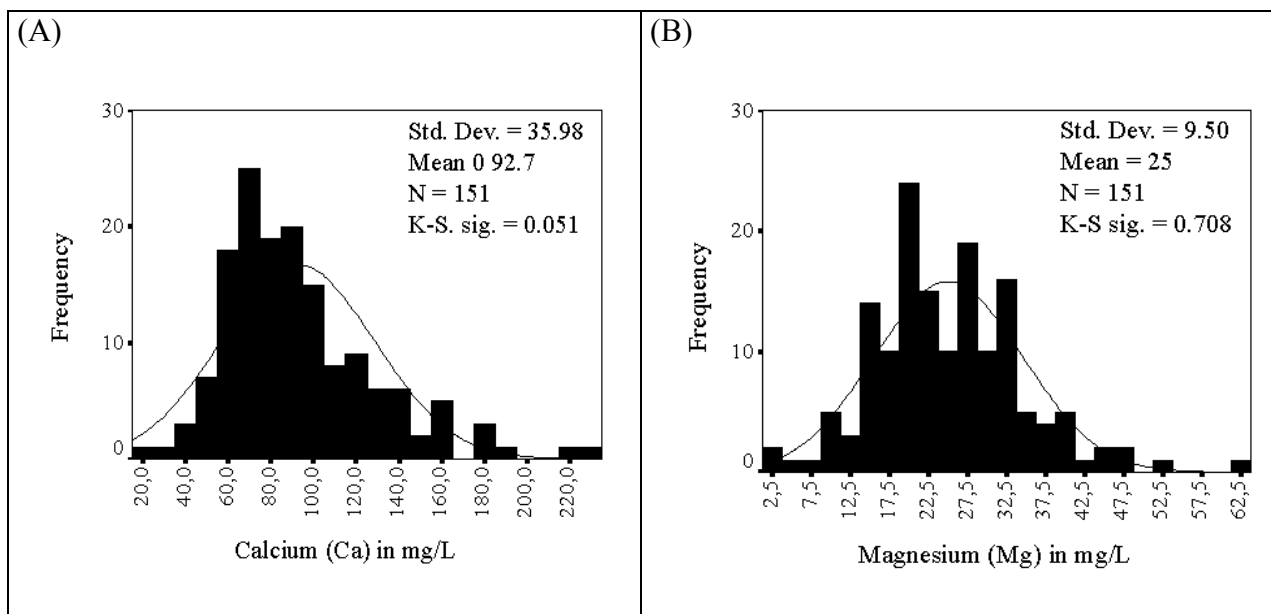 (A)
30
20
10
0
Frequency
Std. Dev. = 35.98
Mean 0 92.7
N = 151
K-S. sig. = 0.051
20,0
40,0
60,0
80,0
100,0
120,0
140,0
160,0
180,0
200,0
220,0
Calcium (Ca) in mg/L
(B)
30
20
10
0
Frequency
Std. Dev. = 9.50
Mean = 25
N = 151
K-S sig. = 0.708
2,5
7,5
12,5
17,5
22,5
27,5
32,5
37,5
42,5
47,5
52,5
57,5
62,5
Magnesium (Mg) in mg/L